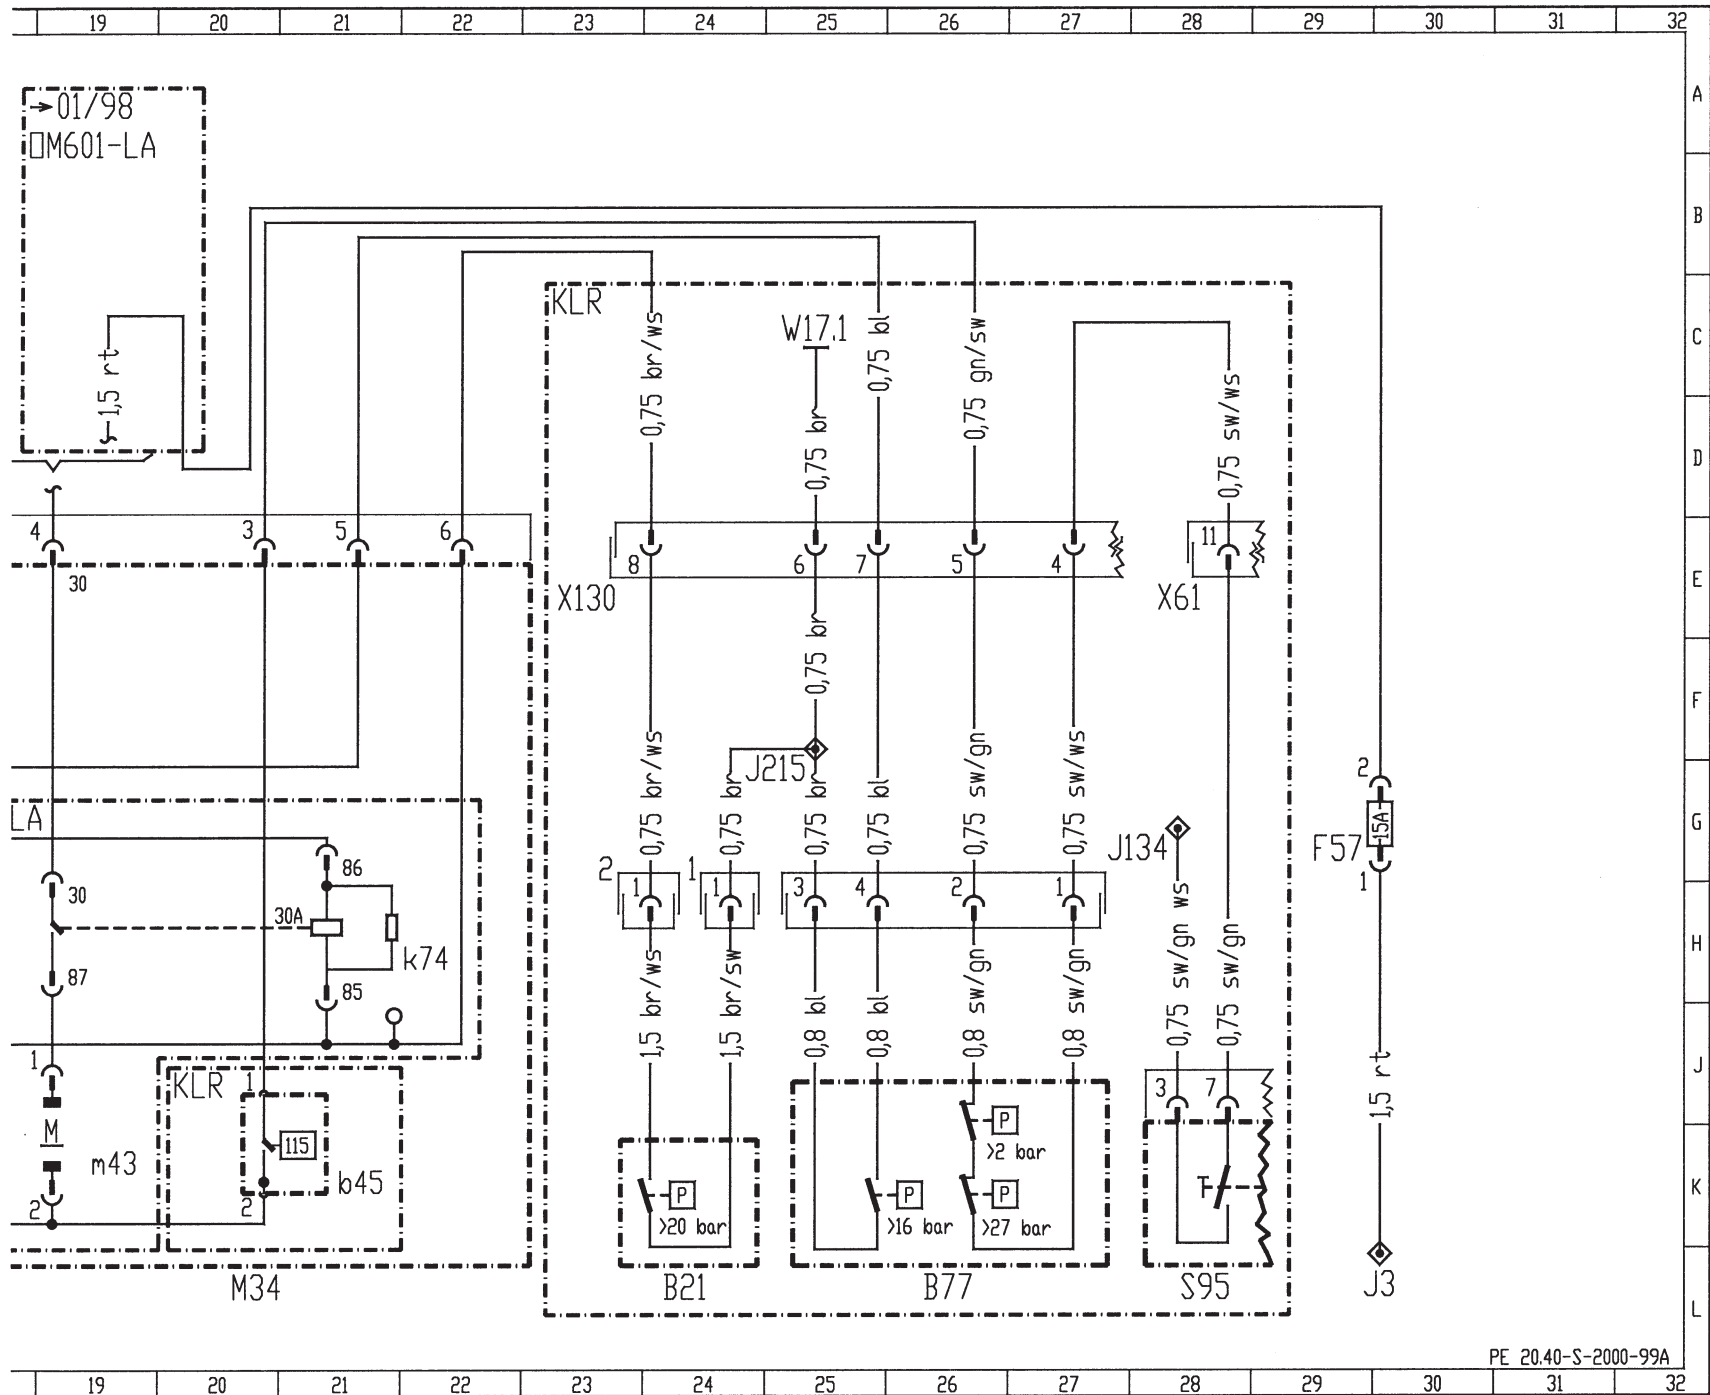 19 20 21 22 23 24 25 26 27 28 29 30 31 32
A
B
C
D
E
F
G
H
J
K
L
→ 01/98
OM601-LA
1,5 rt
KLR
0,75 br/ws
W17.1
0,75 br
0,75 bl
0,75 gn/sw
0,75 sw/ws
4 3 5 6
30
8 6 7 5 4
11
X130
X61
0,75 br
0,75 br/ws
J215
0,75 br
0,75 br
0,75 bl
0,75 sw/gn
0,75 sw/ws
J134
2
15A
F57
1
LA
86
30
30A
k74
87
85
2 1
1 1 3 4 2 1
1,5 br/ws
1,5 br/sw
0,8 bl
0,8 bl
0,8 sw/gn
0,8 sw/gn
0,75 sw/gn ws
0,75 sw/gn
1,5 rt
1
M
m43
2
KLR
1
115
b45
2
M34
P
>20 bar
B21
P
>16 bar
P
>2 bar
P
>27 bar
B77
3 7
S95
J3
PE 20.40-S-2000-99A
19 20 21 22 23 24 25 26 27 28 29 30 31 32